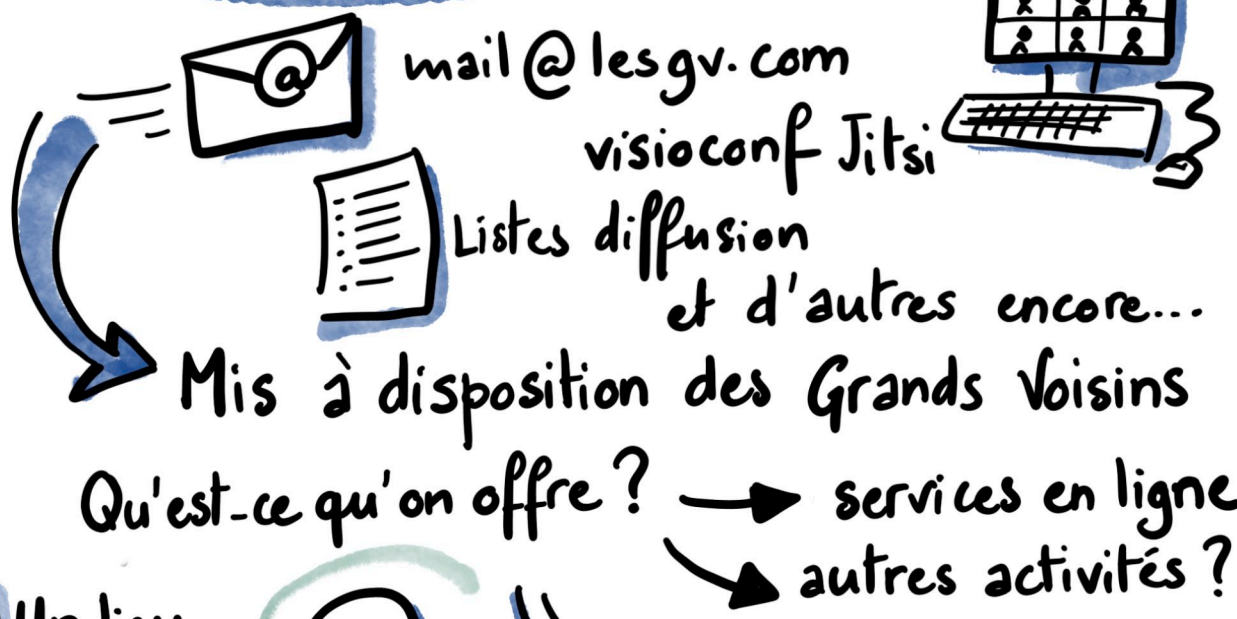 @
mail@lesgv.com
visioconf Jitsi
Listes diffusion
et d'autres encore...
Mis à disposition des Grands Voisins
Qu'est-ce qu'on offre ? → services en ligne
autres activités ?